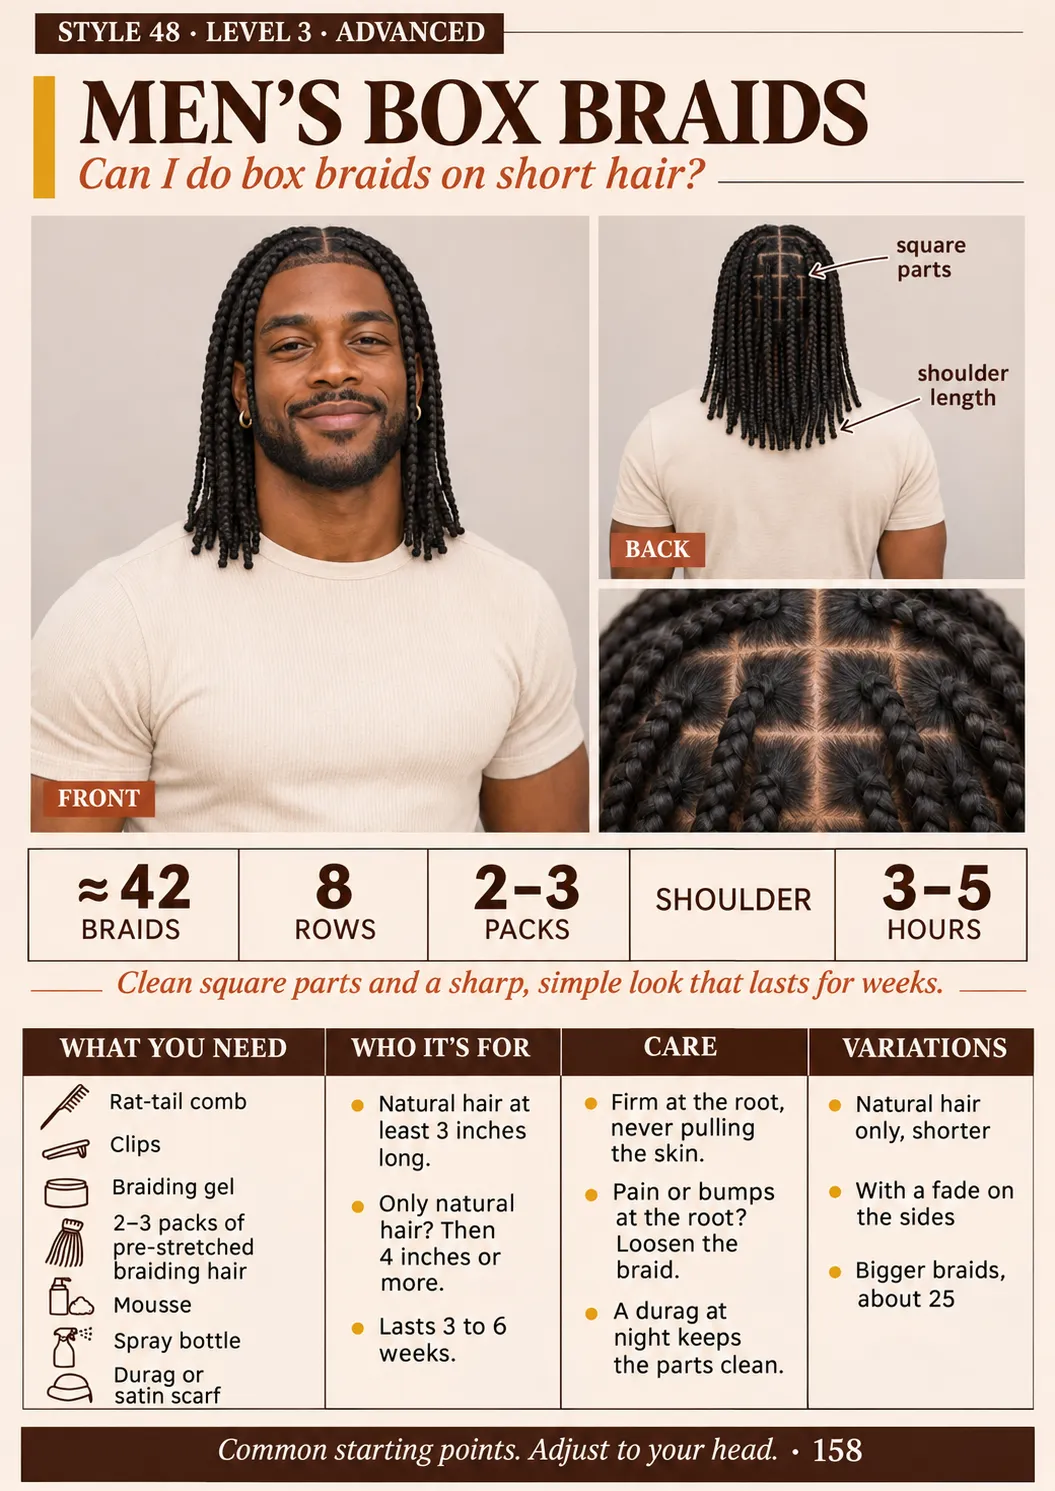 STYLE 48 · LEVEL 3 · ADVANCED
MEN'S BOX BRAIDS
Can I do box braids on short hair?
square
parts
shoulder
length
BACK
FRONT
≈ 42
BRAIDS
8
ROWS
2–3
PACKS
SHOULDER
3–5
HOURS
Clean square parts and a sharp, simple look that lasts for weeks.
WHAT YOU NEED
Rat-tail comb
Clips
Braiding gel
2–3 packs of
pre-stretched
braiding hair
Mousse
Spray bottle
Durag or
satin scarf
WHO IT'S FOR
Natural hair at
least 3 inches
long.
Only natural
hair? Then
4 inches or
more.
Lasts 3 to 6
weeks.
CARE
Firm at the root,
never pulling
the skin.
Pain or bumps
at the root?
Loosen the
braid.
A durag at
night keeps
the parts clean.
VARIATIONS
Natural hair
only, shorter
With a fade on
the sides
Bigger braids,
about 25
Common starting points. Adjust to your head. · 158